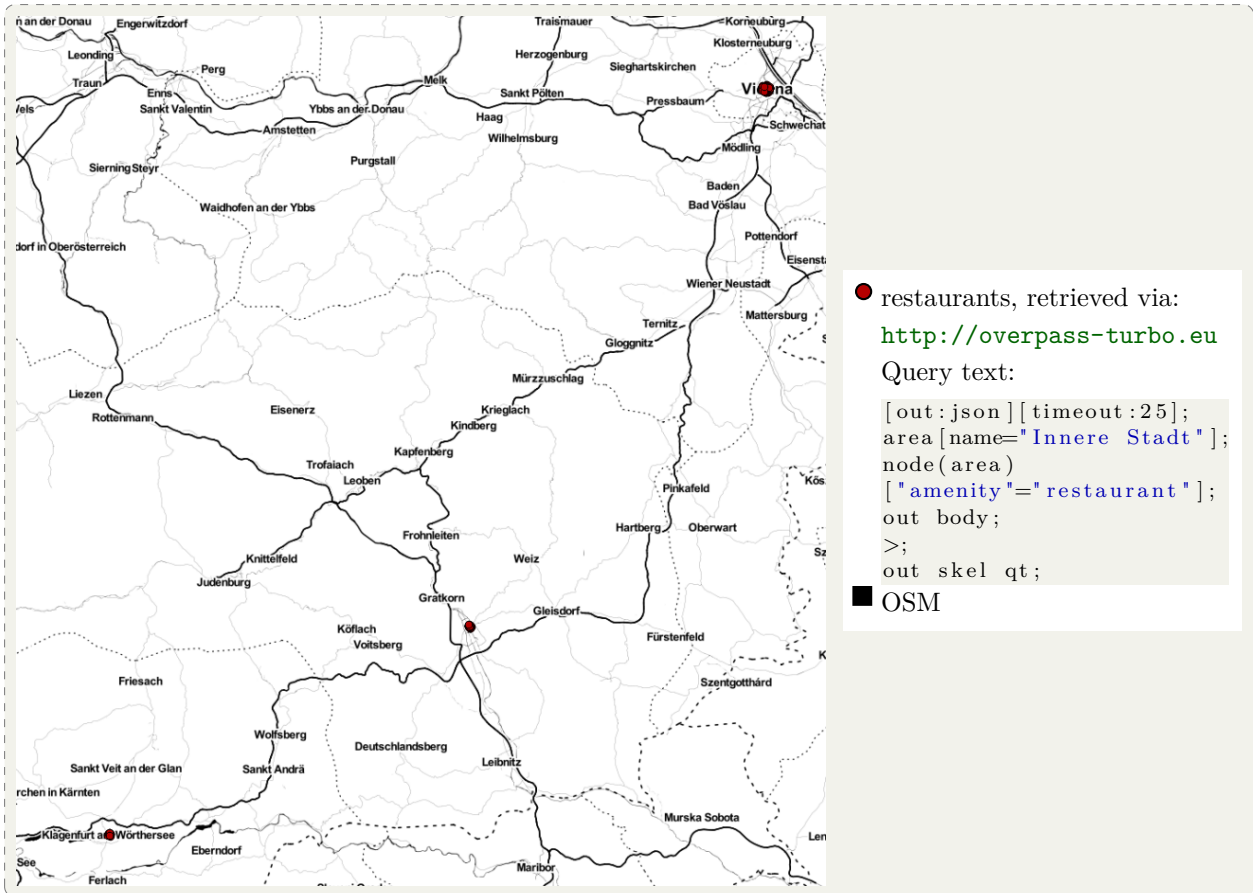 n an der Donau
Engerwitzdorf
Traismauer
Korneuburg
Leonding
Herzogenburg
Klosterneuburg
Perg
Sieghartskirchen
Traun
Melk
Enns
Sankt Pölten
Wels
Sankt Valentin
Ybbs an der Donau
Pressbaum
Haag
Amstetten
Wilhelmsburg
Schwechat
Mödling
Sierning Steyr
Purgstall
Baden
Waidhofen an der Ybbs
Bad Vöslau
dorf in Oberösterreich
Pottendorf
Eisensta
Wiener Neustadt
Mattersburg
Ternitz
Gloggnitz
Mürzzuschlag
Liezen
Rottenmann
Eisenerz
Krieglach
Kindberg
Kapfenberg
Trofaiach
Leoben
Pinkafeld
Kös
Frohnleiten
Hartberg
Oberwart
Knittelfeld
Weiz
Sz
Judenburg
Gratkorn
Gleisdorf
Köflach
Voitsberg
Fürstenfeld
K
Friesach
Szentgotthárd
Wolfsberg
Deutschlandsberg
Leibnitz
Sankt Veit an der Glan
Sankt Andrä
rchen in Kärnten
Murska Sobota
Klagenfurt am Wörthersee
Len
Eberndorf
See
Maribor
Ferlach
restaurants, retrieved via:
http://overpass-turbo.eu
Query text:
[out:json][timeout:25];
area[name="Innere Stadt"];
node(area)
["amenity"="restaurant"];
out body;
>;
out skel qt;
OSM